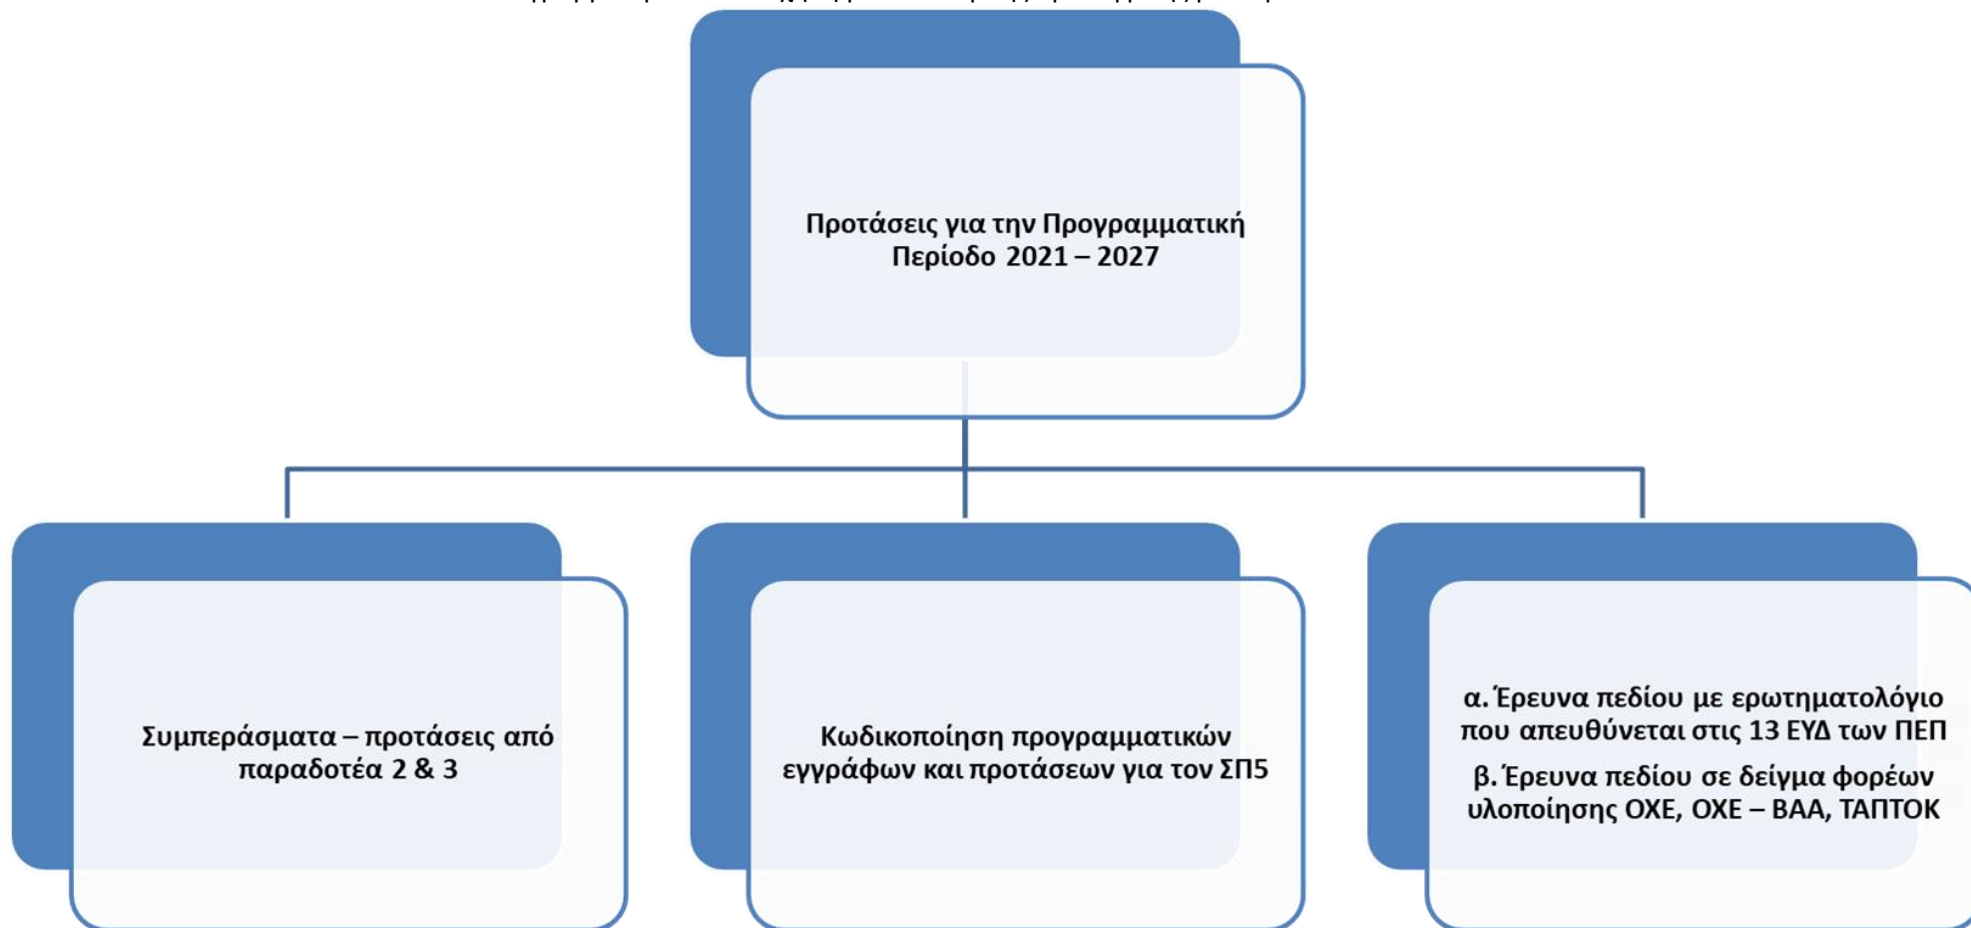 Προτάσεις για την Προγραμματική
Περίοδο 2021 – 2027
Συμπεράσματα – προτάσεις από
παραδοτέα 2 & 3
Κωδικοποίηση προγραμματικών
εγγράφων και προτάσεων για τον ΣΠ5
α. Έρευνα πεδίου με ερωτηματολόγιο
που απευθύνεται στις 13 ΕΥΔ των ΠΕΠ
β. Έρευνα πεδίου σε δείγμα φορέων
υλοποίησης ΟΧΕ, ΟΧΕ – ΒΑΑ, ΤΑΠΤΟΚ